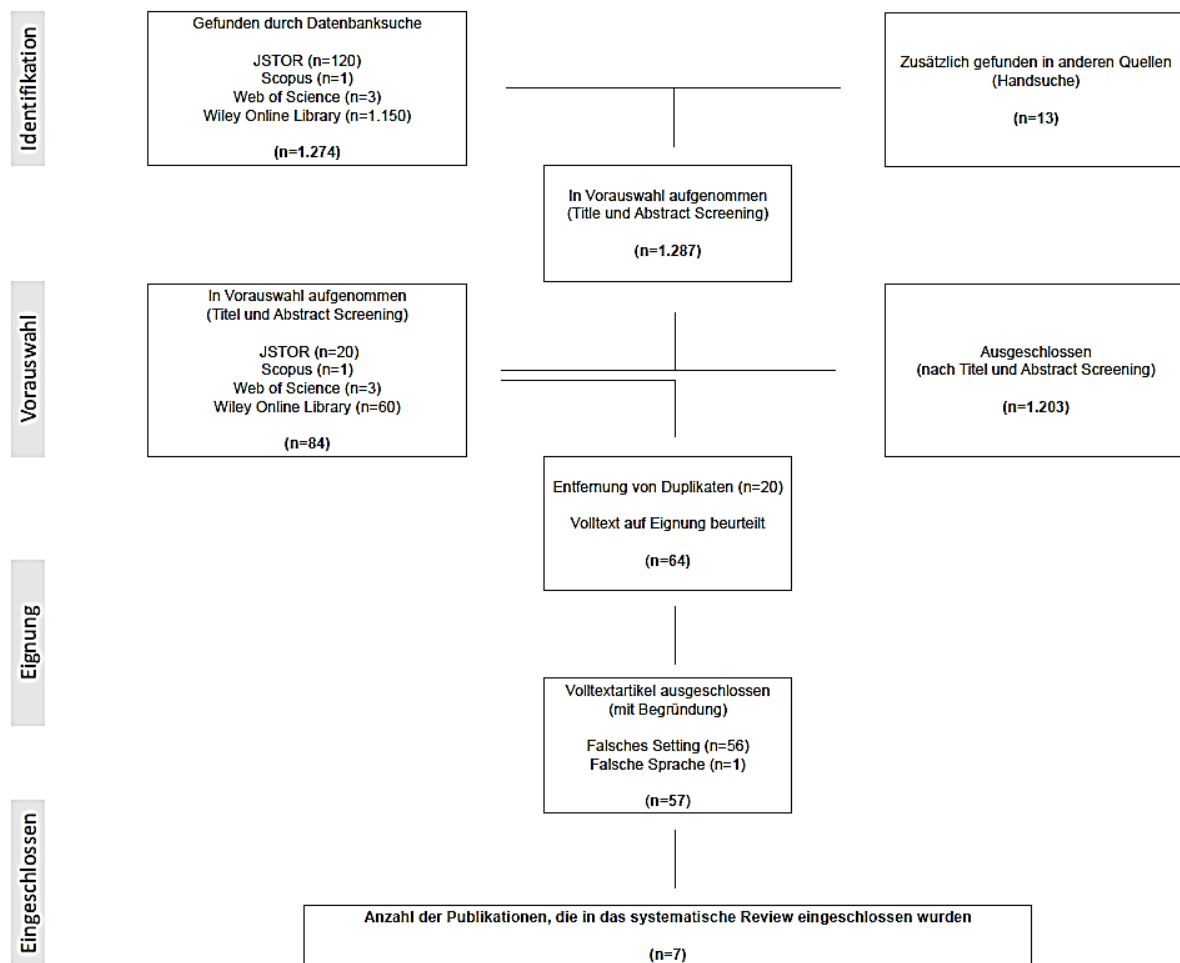 Identifikation
Gefunden durch Datenbanksuche
JSTOR (n=120)
Scopus (n=1)
Web of Science (n=3)
Wiley Online Library (n=1.150)
(n=1.274)
Zusätzlich gefunden in anderen Quellen
(Handsuche)
(n=13)
In Vorauswahl aufgenommen
(Title und Abstract Screening)
(n=1.287)
Vorauswahl
In Vorauswahl aufgenommen
(Titel und Abstract Screening)
JSTOR (n=20)
Scopus (n=1)
Web of Science (n=3)
Wiley Online Library (n=60)
(n=84)
Ausgeschlossen
(nach Titel und Abstract Screening)
(n=1.203)
Entfernung von Duplikaten (n=20)
Volltext auf Eignung beurteilt
(n=64)
Eignung
Volltextartikel ausgeschlossen
(mit Begründung)
Falsches Setting (n=56)
Falsche Sprache (n=1)
(n=57)
Eingeschlossen
Anzahl der Publikationen, die in das systematische Review eingeschlossen wurden
(n=7)